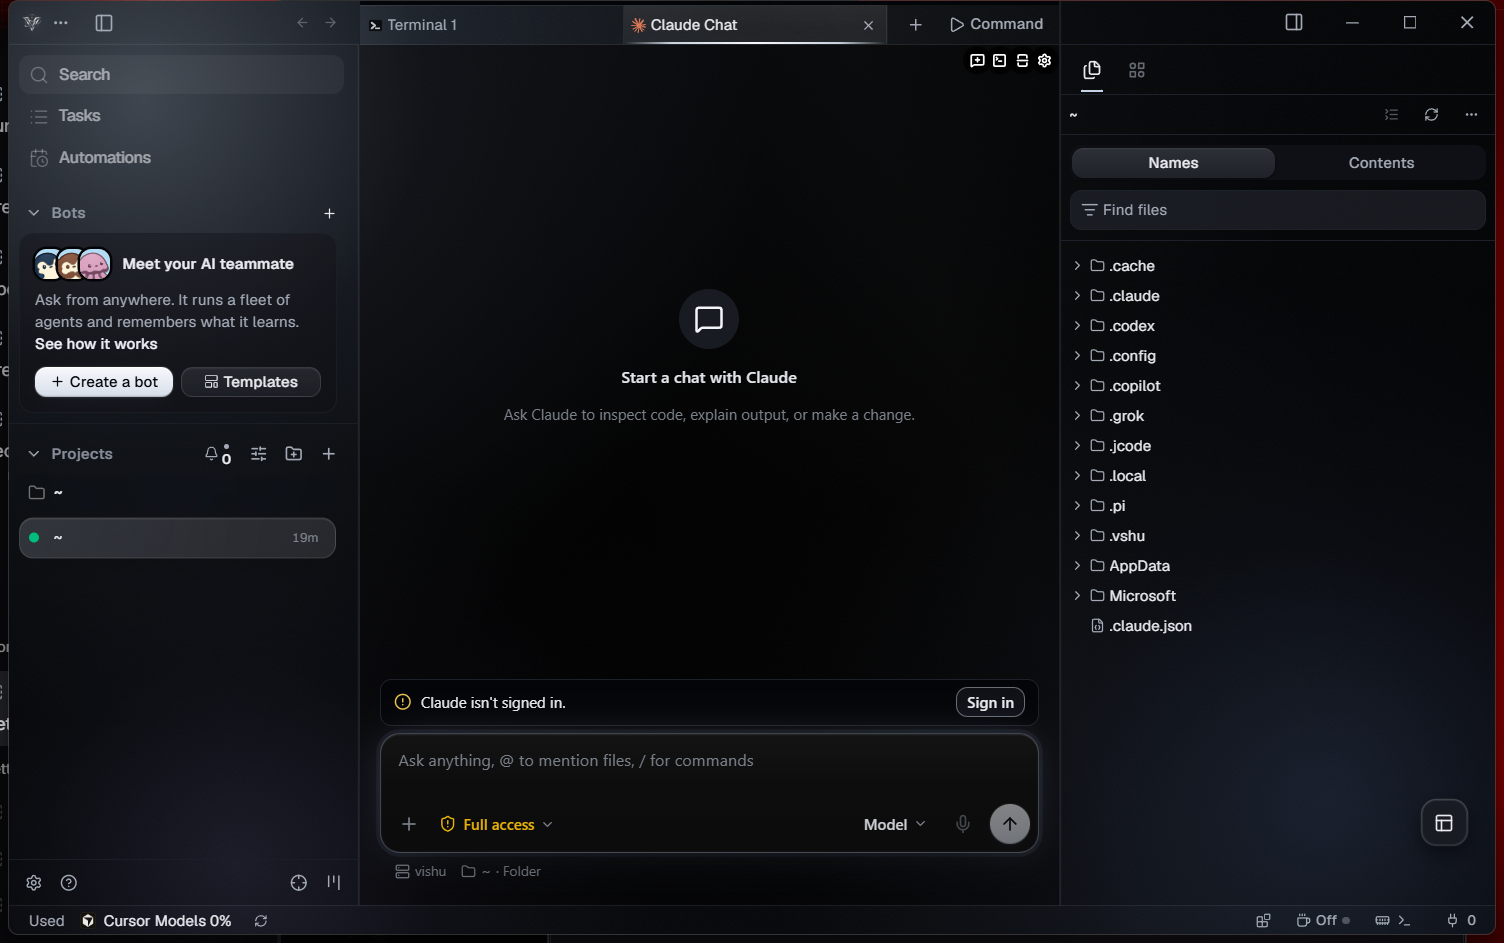 Terminal 1
Claude Chat
Command
Search
Tasks
Automations
Bots
Meet your AI teammate
Ask from anywhere. It runs a fleet of
agents and remembers what it learns.
See how it works
Create a bot
Templates
Projects
0
~
~
19m
Used
Cursor Models 0%
Start a chat with Claude
Ask Claude to inspect code, explain output, or make a change.
Claude isn't signed in.
Sign in
Ask anything, @ to mention files, / for commands
Full access
Model
vishu
~ · Folder
~
Names
Contents
Find files
.cache
.claude
.codex
.config
.copilot
.grok
.jcode
.local
.pi
.vshu
AppData
Microsoft
.claude.json
Off
0